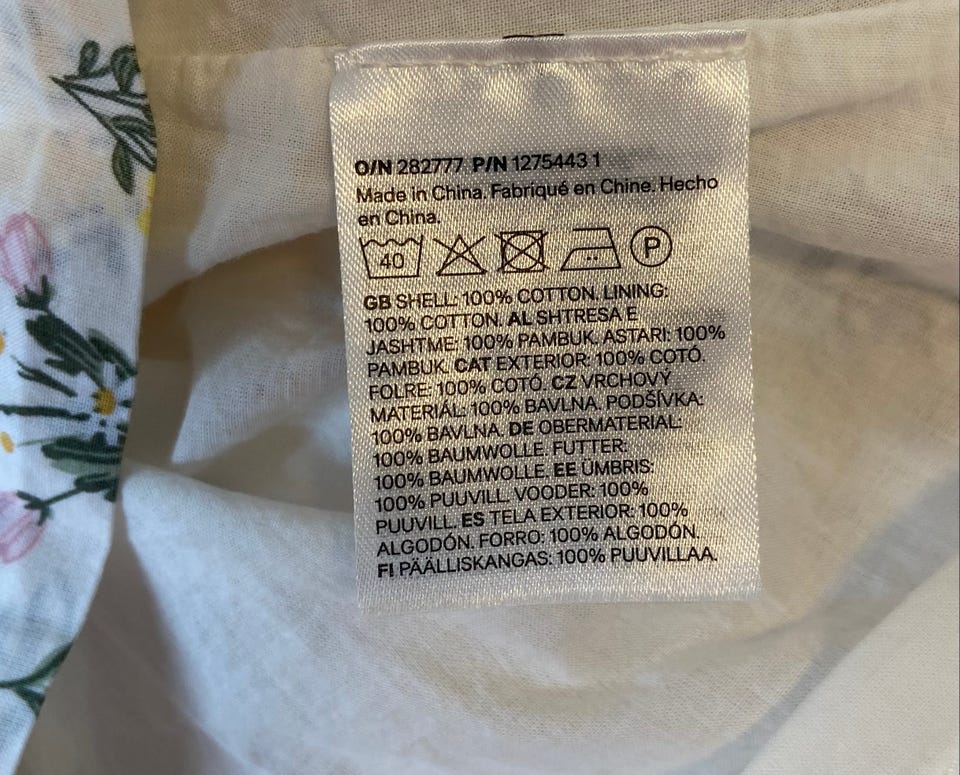 O/N 282777 P/N 1275443 1
Made in China. Fabriqué en Chine. Hecho
en China.
40 P
GB SHELL: 100% COTTON. LINING:
100% COTTON. AL SHTRESA E
JASHTME: 100% PAMBUK. ASTARI: 100%
PAMBUK. CAT EXTERIOR: 100% COTÓ.
FOLRE: 100% COTÓ. CZ VRCHOVÝ
MATERIÁL: 100% BAVLNA. PODŠÍVKA:
100% BAVLNA. DE OBERMATERIAL:
100% BAUMWOLLE. FUTTER:
100% BAUMWOLLE. EE ÜMBRIS:
100% PUUVILL. VOODER: 100%
PUUVILL. ES TELA EXTERIOR: 100%
ALGODÓN. FORRO: 100% ALGODÓN.
FI PÄÄLLISKANGAS: 100% PUUVILLAA.